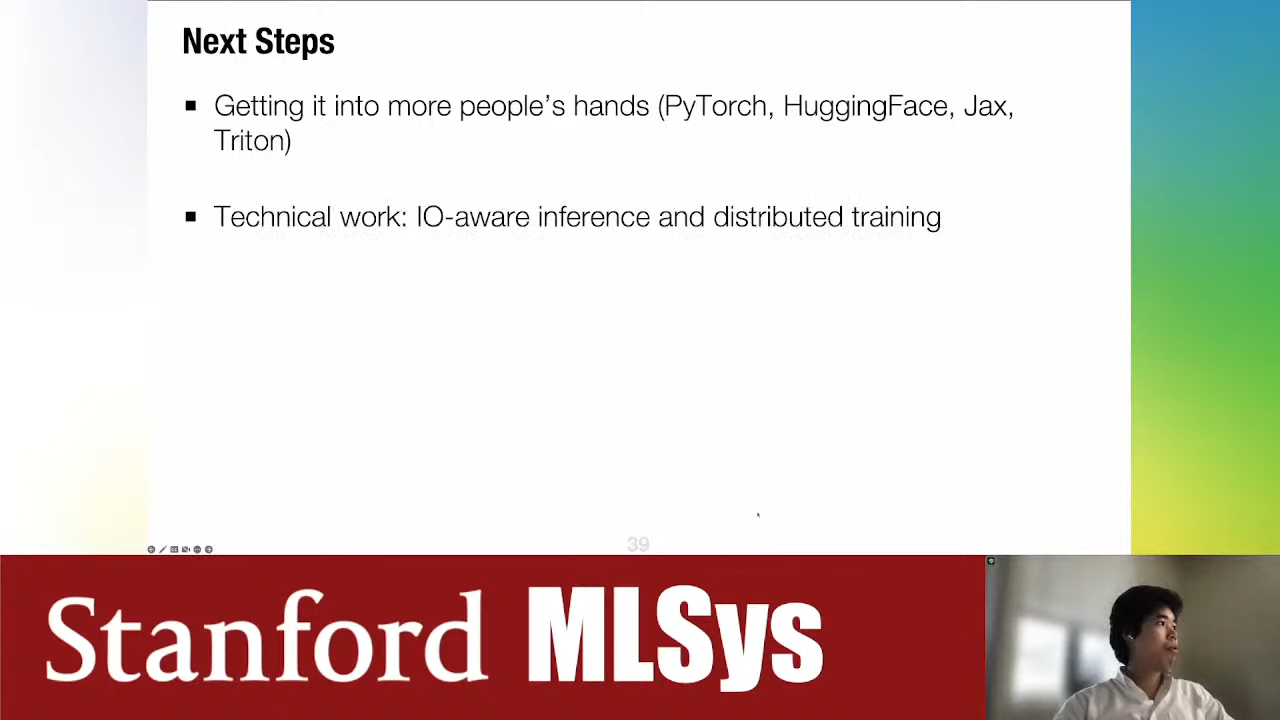 Next Steps
▪ Getting it into more people's hands (PyTorch, HuggingFace, Jax,
Triton)
▪ Technical work: IO-aware inference and distributed training
39
Stanford MLSys